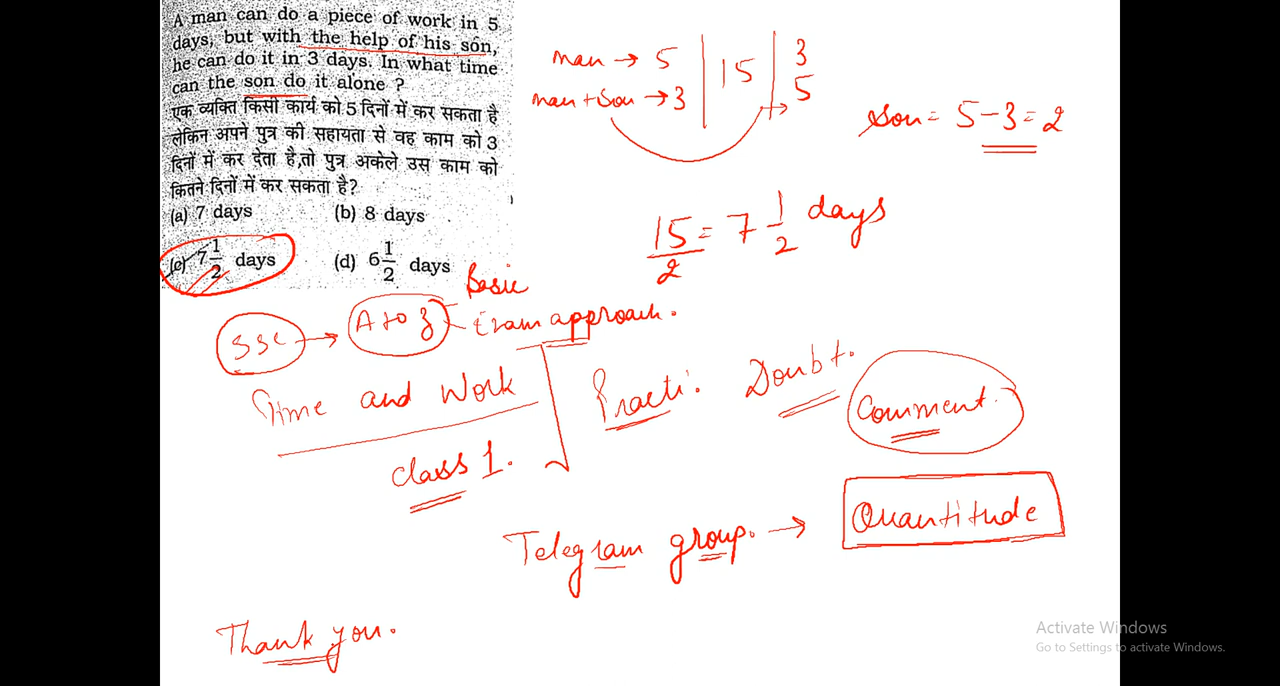 A man can do a piece of work in 5
days, but with the help of his son,
he can do it in 3 days. In what time
can the son do it alone ?
एक व्यक्ति किसी कार्य को 5 दिनों में कर सकता है
लेकिन अपने पुत्र की सहायता से वह काम को 3
दिनों में कर देता है,तो पुत्र अकेले उस काम को
कितने दिनों में कर सकता है?
(a) 7 days (b) 8 days
(c) 7 1/2 days (d) 6 1/2 days
man → 5 | 15 | 3
man + son → 3 5
Son = 5 - 3 = 2
15/2 = 7 1/2 days
SSC → A to Z
Basic
Exam approach.
Time and Work
class 1.
Practi.
Doubt.
Comment.
Telegram group. → Quantitude
Thank you.
Activate Windows
Go to Settings to activate Windows.